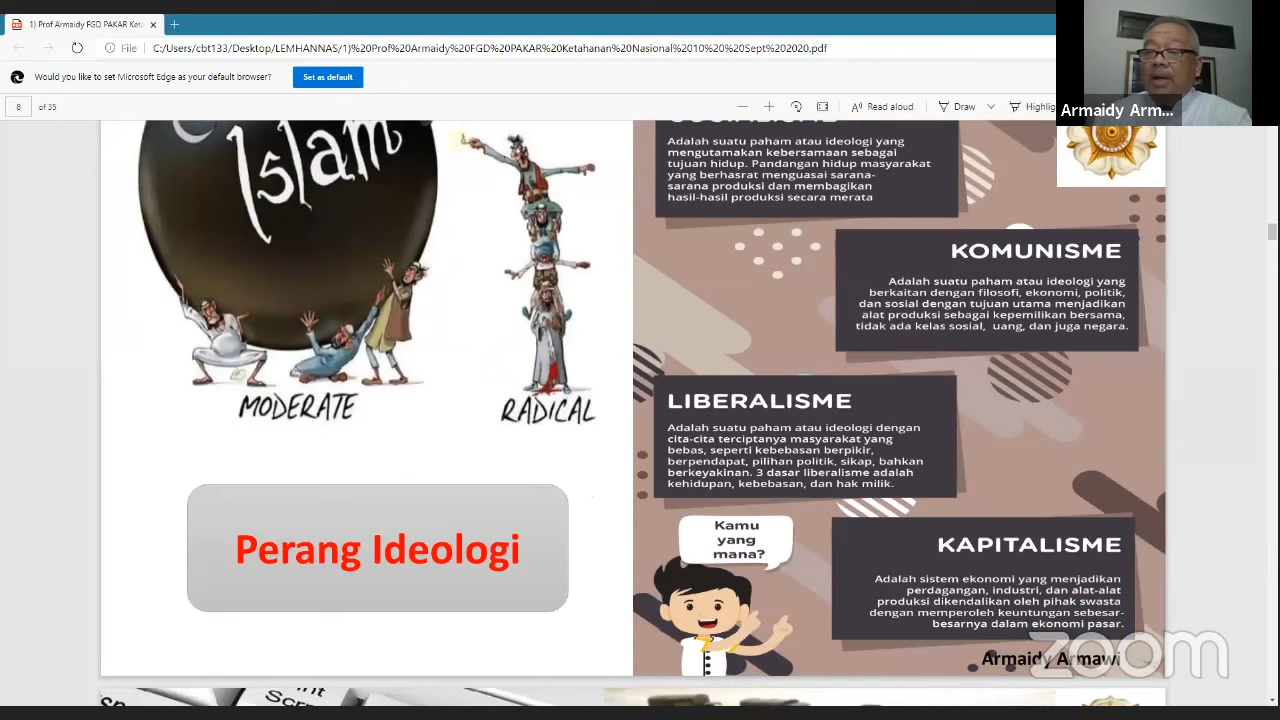 1) Prof Armaidy FGD PAKAR Keta
File C:/Users/cbt133/Desktop/LEMHANNAS/1)%20Prof%20Armaidy%20FGD%20PAKAR%20Ketahanan%20Nasional%2010%20%20Sept%202020.pdf
Would you like to set Microsoft Edge as your default browser? Set as default
8 of 35 Read aloud Draw Highlig
Armaidy Arm...
Islam
MODERATE
RADICAL
Perang Ideologi
SOSIALISME
Adalah suatu paham atau ideologi yang
mengutamakan kebersamaan sebagai
tujuan hidup. Pandangan hidup masyarakat
yang berhasrat menguasai sarana-
sarana produksi dan membagikan
hasil-hasil produksi secara merata
KOMUNISME
Adalah suatu paham atau ideologi yang
berkaitan dengan filosofi, ekonomi, politik,
dan sosial dengan tujuan utama menjadikan
alat produksi sebagai kepemilikan bersama,
tidak ada kelas sosial, uang, dan juga negara.
LIBERALISME
Adalah suatu paham atau ideologi dengan
cita-cita terciptanya masyarakat yang
bebas, seperti kebebasan berpikir,
berpendapat, pilihan politik, sikap, bahkan
berkeyakinan. 3 dasar liberalisme adalah
kehidupan, kebebasan, dan hak milik.
Kamu
yang
mana?
KAPITALISME
Adalah sistem ekonomi yang menjadikan
perdagangan, industri, dan alat-alat
produksi dikendalikan oleh pihak swasta
dengan memperoleh keuntungan sebesar-
besarnya dalam ekonomi pasar.
Armaidy Armawi
zoom